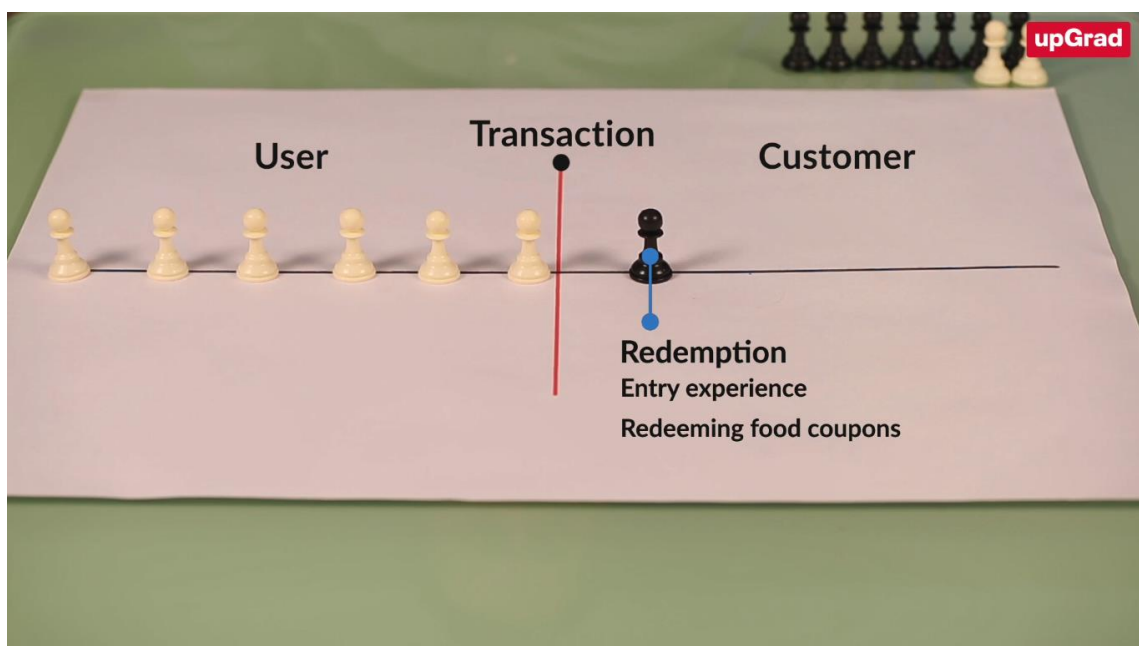 upGrad
Transaction
User
Customer
Redemption
Entry experience
Redeeming food coupons